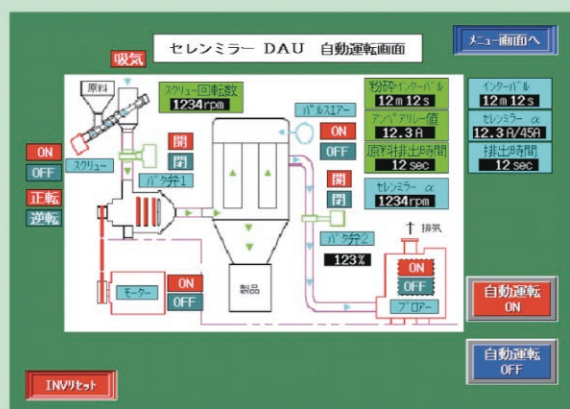 セレンミラー DAU 自動運転画面
メニュー画面へ
吸気
原料
スクリュー回転数
1234rpm
パルスエアー
ON
OFF
粉砕インターバル
12m12s
アンペアリレー値
12.3A
原料排出時間
12sec
セレンミラー α
1234rpm
インターバル
12m12s
セレンミラー α
12.3A/45A
排出時間
12sec
ON
OFF
スクリュー
正転
逆転
開
閉
バタ弁1
開
閉
バタ弁2
123%
排気
ON
OFF
ブロアー
モーター
ON
OFF
製品
自動運転
ON
自動運転
OFF
INVリセット